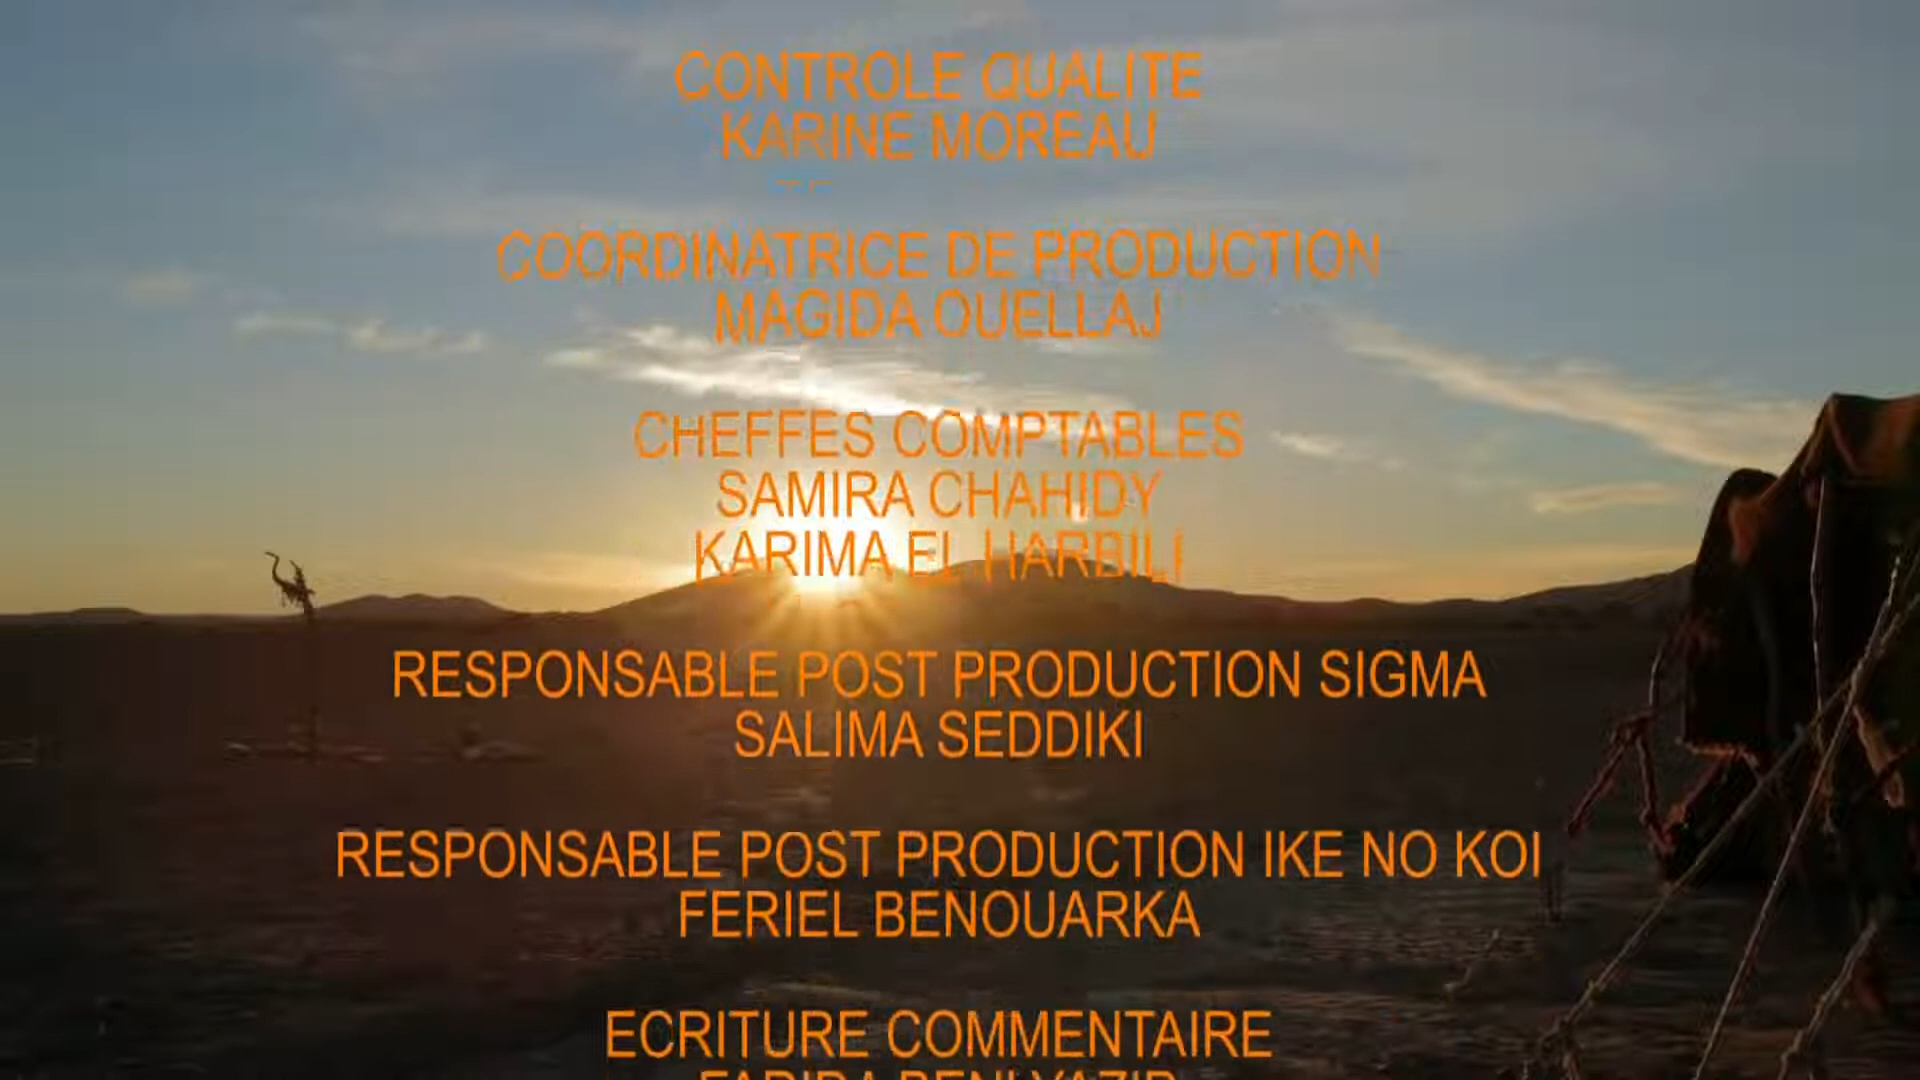 CONTROLE QUALITE
KARINE MOREAU
COORDINATRICE DE PRODUCTION
MAGIDA OUELLAJ
CHEFFES COMPTABLES
SAMIRA CHAHIDY
KARIMA EL HARBILI
RESPONSABLE POST PRODUCTION SIGMA
SALIMA SEDDIKI
RESPONSABLE POST PRODUCTION IKE NO KOI
FERIEL BENOUARKA
ECRITURE COMMENTAIRE